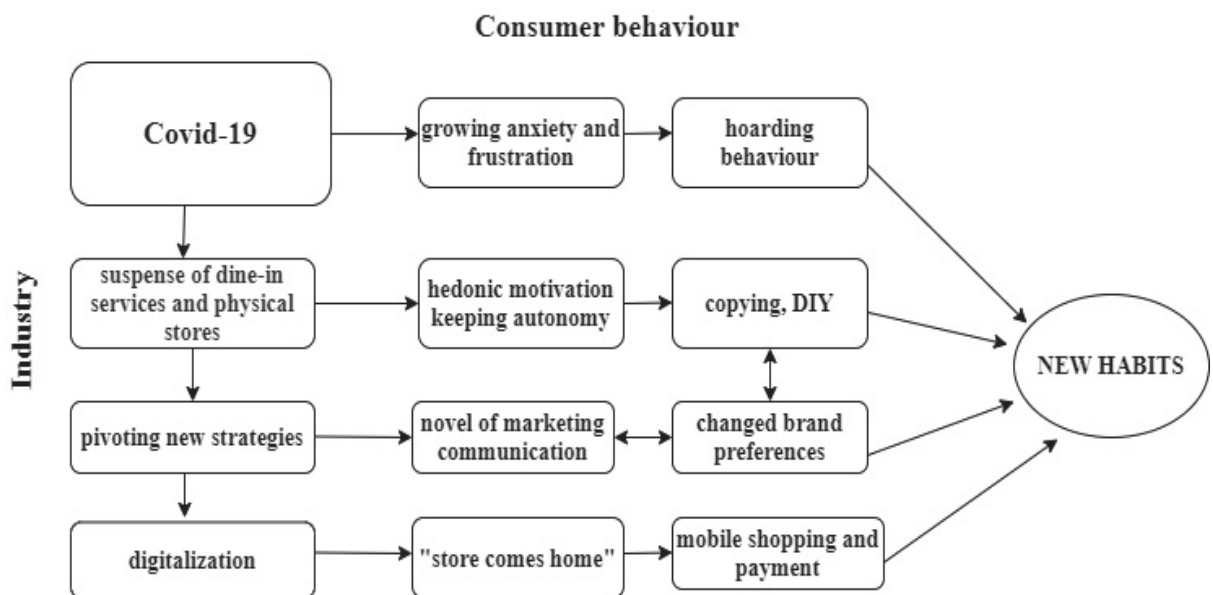 Consumer behaviour
Covid-19
growing anxiety and
frustration
hoarding
behaviour
Industry
suspense of dine-in
services and physical
stores
hedonic motivation
keeping autonomy
copying, DIY
NEW HABITS
pivoting new strategies
novel of marketing
communication
changed brand
preferences
digitalization
"store comes home"
mobile shopping and
payment